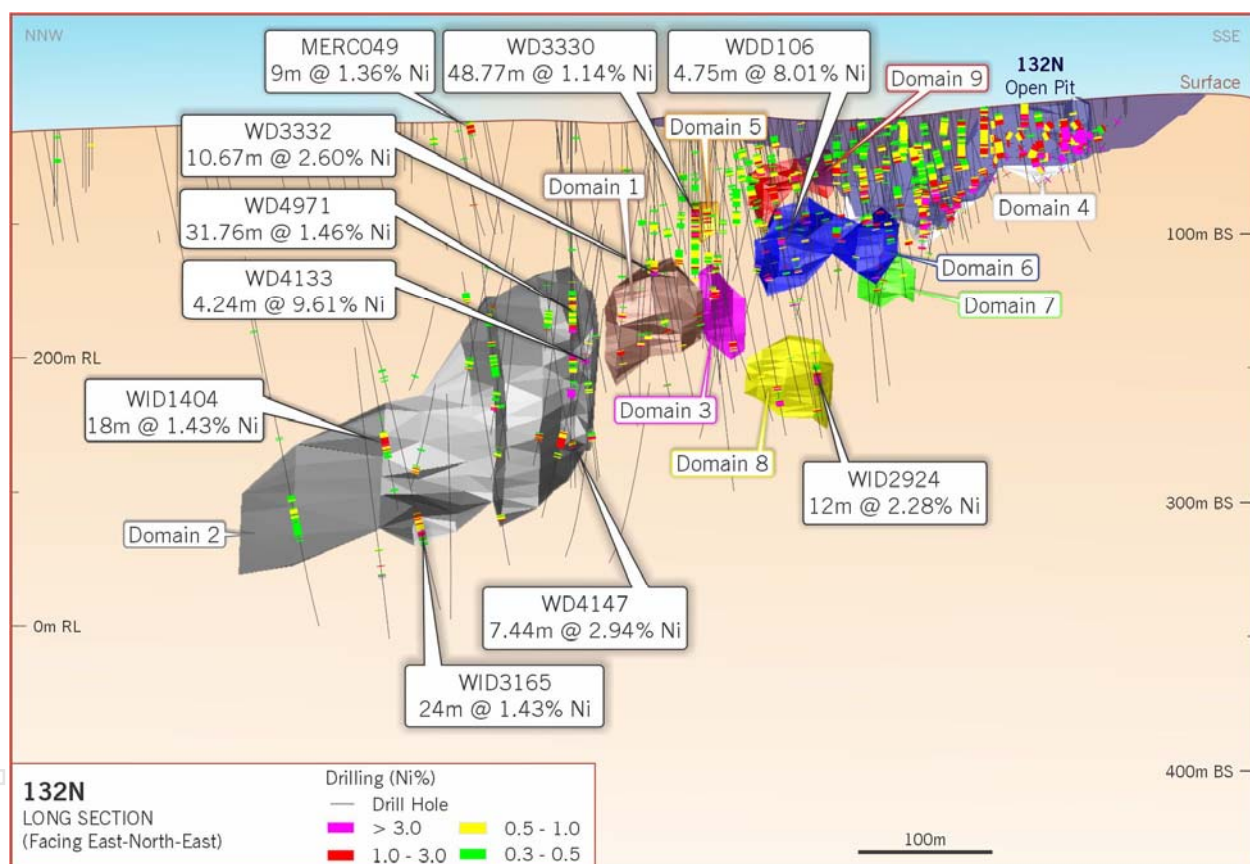 NNW
SSE
MERC049
9m @ 1.36% Ni
WD3330
48.77m @ 1.14% Ni
WDD106
4.75m @ 8.01% Ni
Domain 9
132N
Open Pit
Surface
WD3332
10.67m @ 2.60% Ni
Domain 5
Domain 1
WD4971
31.76m @ 1.46% Ni
Domain 4
100m BS
WD4133
4.24m @ 9.61% Ni
Domain 6
Domain 7
200m RL
WID1404
18m @ 1.43% Ni
Domain 3
Domain 8
WID2924
12m @ 2.28% Ni
300m BS
Domain 2
WD4147
7.44m @ 2.94% Ni
0m RL
WID3165
24m @ 1.43% Ni
400m BS
132N
LONG SECTION
(Facing East-North-East)
Drilling (Ni%)
Drill Hole
> 3.0
0.5 - 1.0
1.0 - 3.0
0.3 - 0.5
100m